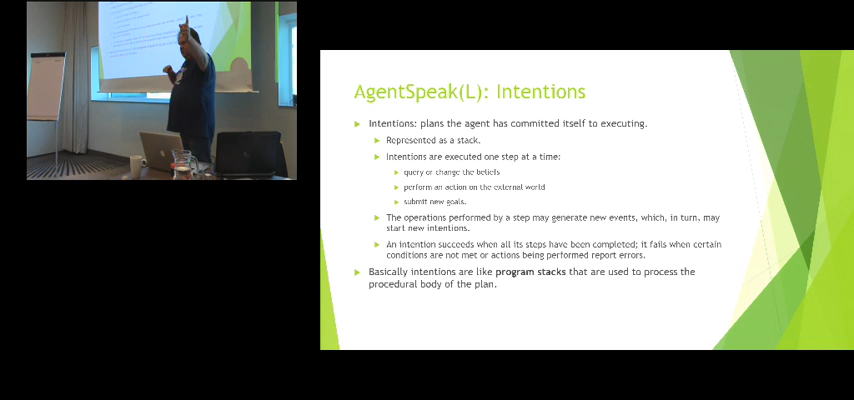 AgentSpeak(L): Intentions
Intentions: plans the agent has committed itself to executing.
Represented as a stack.
Intentions are executed one step at a time:
query or change the beliefs
perform an action on the external world
submit new goals.
The operations performed by a step may generate new events, which, in turn, may
start new intentions.
An intention succeeds when all its steps have been completed; it fails when certain
conditions are not met or actions being performed report errors.
Basically intentions are like program stacks that are used to process the
procedural body of the plan.